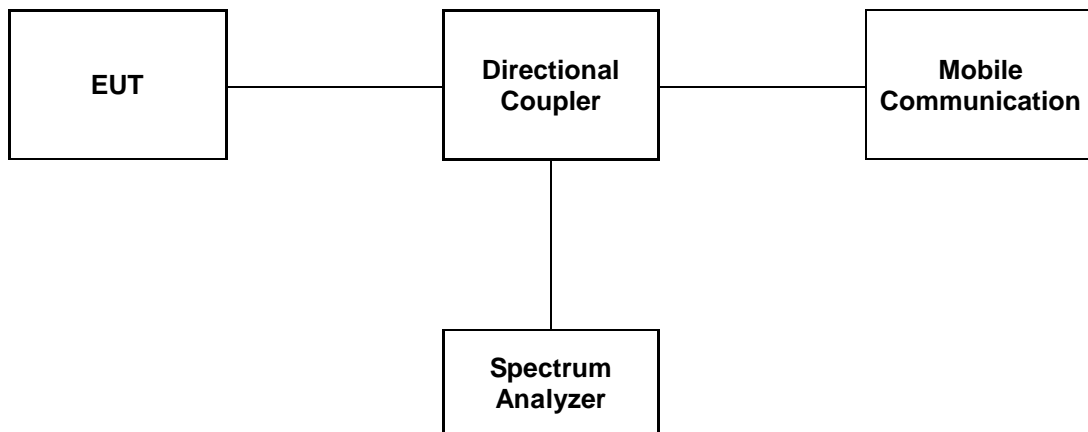 EUT
Directional
Coupler
Mobile
Communication
Spectrum
Analyzer